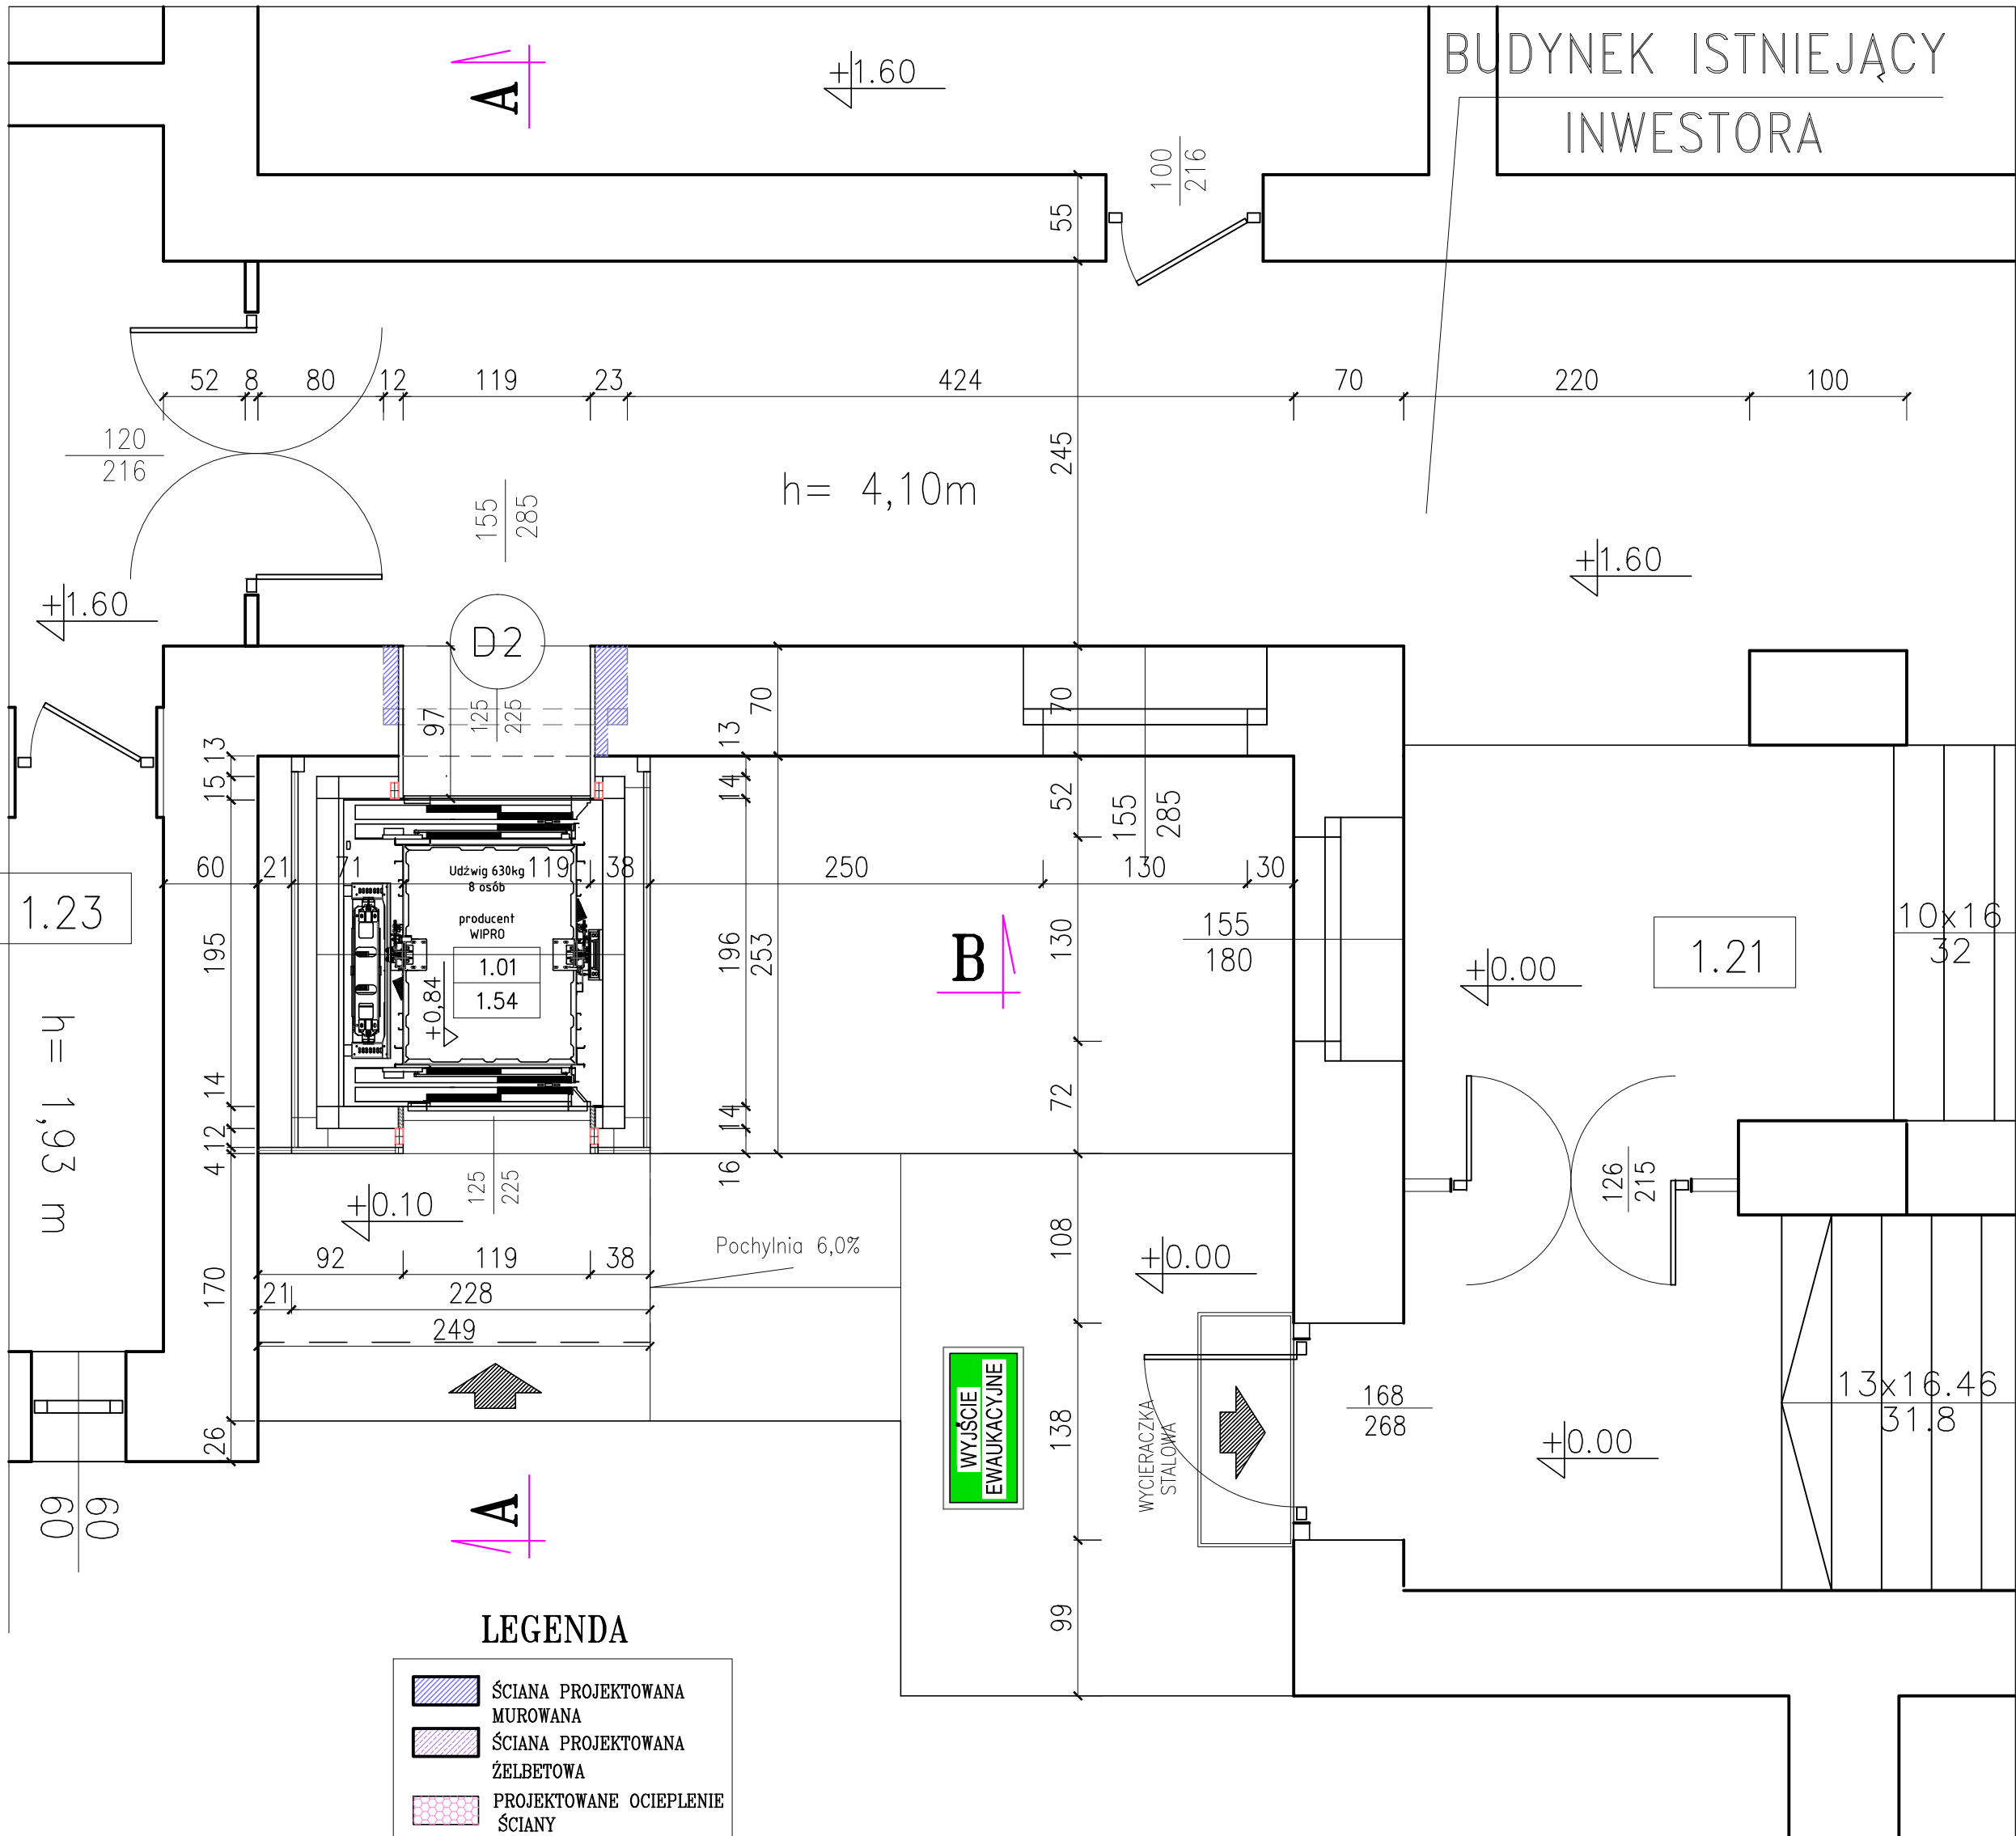 BUDYNEK ISTNIEJĄCY
INWESTORA
A
+1.60
100
216
55
52 8 80 12 119 23 424 70 220 100
120
216
245
h= 4,10m
155
285
+1.60
+1.60
D2
97
125
225
70
13
70
13
15
14
52
155
285
60 21 71 119 38 250 130 30
Udźwig 630kg
8 osób
producent
WIPRO
1.01
1.54
+0,84
1.23
195
196
253
B
130
155
180
+0.00
1.21
10x16
32
h= 1,93 m
14
12
4
14
16
72
+0.10
125
225
Pochylnia 6,0%
92 119 38
21 228
249
170
26
108
+0.00
126
215
WYJŚCIE
EWAUKACYJNE
138
WYCIERACZKA
STALOWA
168
268
13x16.46
31.8
+0.00
60
60
A
99
LEGENDA
ŚCIANA PROJEKTOWANA
MUROWANA
ŚCIANA PROJEKTOWANA
ŻELBETOWA
PROJEKTOWANE OCIEPLENIE
ŚCIANY